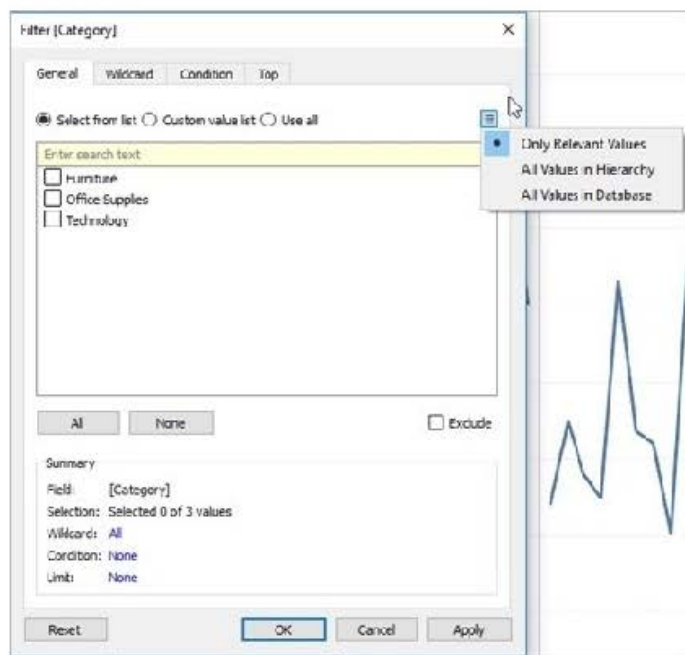 Filter [Category]
General Wildcard Condition Top
Select from list Custom value list Use all
Only Relevant Values
Enter search text
All Values in Hierarchy
Furniture
Office Supplies
All Values in Database
Technology
All None Exclude
Summary
Field: [Category]
Selection: Selected 0 of 3 values
Wildcard: All
Condition: None
Limit: None
Reset OK Cancel Apply